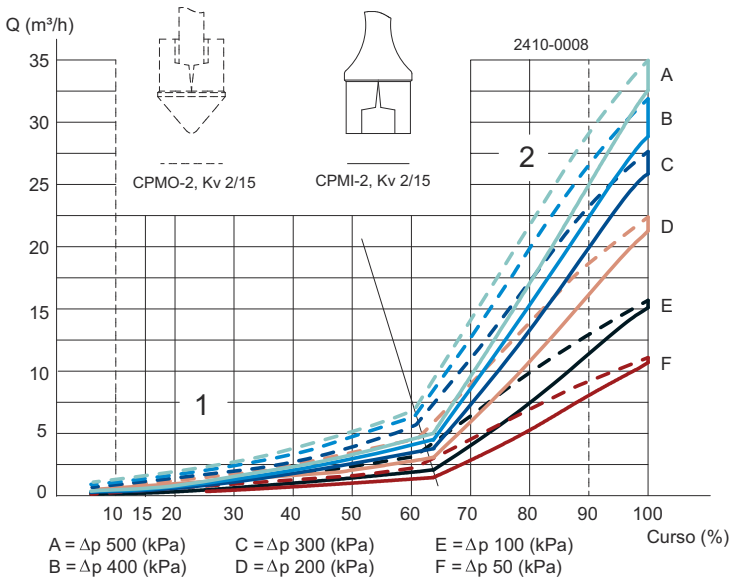 Q (m³/h)
2410-0008
35
30
25
20
15
10
5
0
CPMO-2, Kv 2/15
CPMI-2, Kv 2/15
1
2
A
B
C
D
E
F
10 15 20 30 40 50 60 70 80 90 100
Curso (%)
A = Δp 500 (kPa) C = Δp 300 (kPa) E = Δp 100 (kPa)
B = Δp 400 (kPa) D = Δp 200 (kPa) F = Δp 50 (kPa)